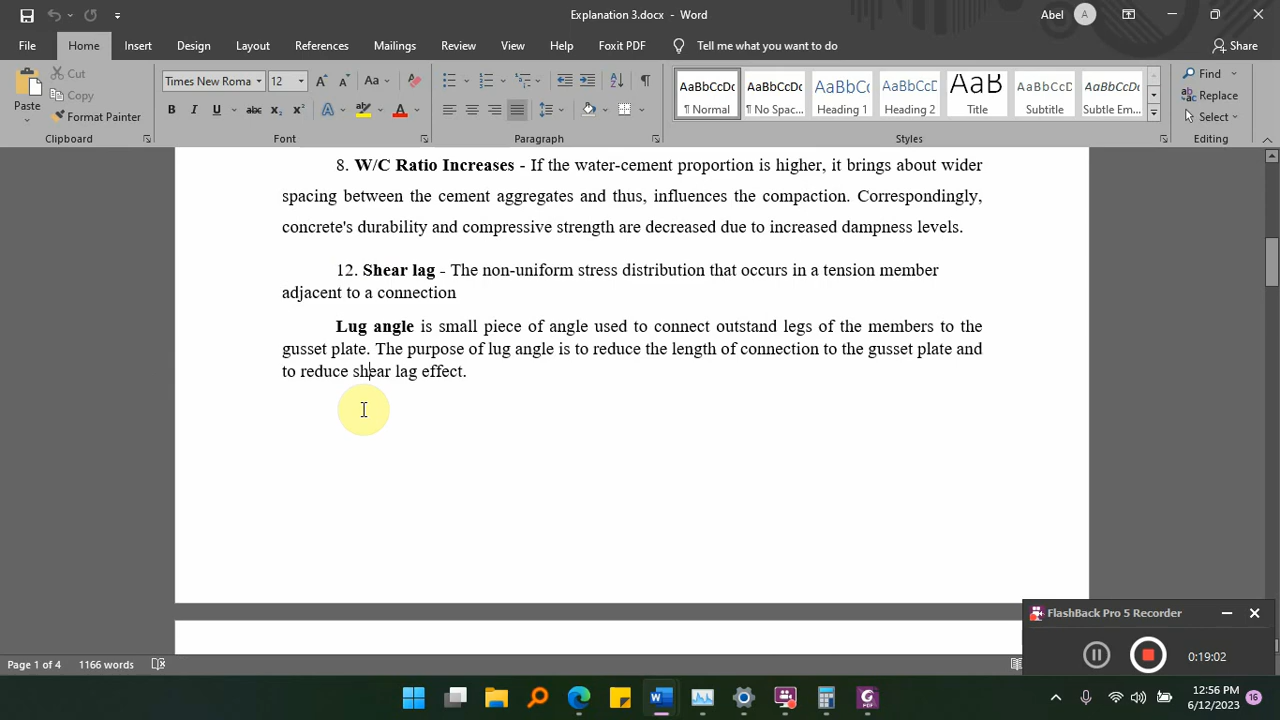 Explanation 3.docx - Word
Abel
A
File Home Insert Design Layout References Mailings Review View Help Foxit PDF Tell me what you want to do Share
Paste
Cut
Copy
Format Painter
Clipboard
Times New Roma 12
Font
Paragraph
AaBbCcDc AaBbCcDc AaBbCcD AaBbCcD AaB AaBbCcD AaBbCcDc
¶ Normal ¶ No Spac... Heading 1 Heading 2 Title Subtitle Subtle Em...
Styles
Find
Replace
Select
Editing
8. W/C Ratio Increases - If the water-cement proportion is higher, it brings about wider
spacing between the cement aggregates and thus, influences the compaction. Correspondingly,
concrete's durability and compressive strength are decreased due to increased dampness levels.
12. Shear lag - The non-uniform stress distribution that occurs in a tension member
adjacent to a connection
Lug angle is small piece of angle used to connect outstand legs of the members to the
gusset plate. The purpose of lug angle is to reduce the length of connection to the gusset plate and
to reduce shear lag effect.
FlashBack Pro 5 Recorder
0:19:02
Page 1 of 4 1166 words
12:56 PM
6/12/2023
16